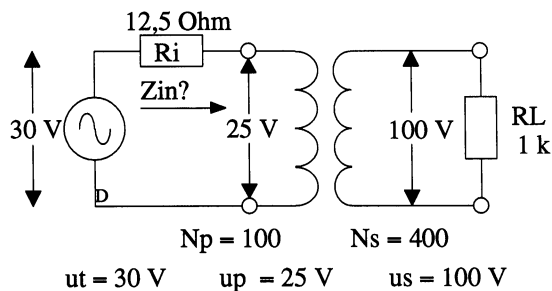 12,5 Ohm
Ri
Zin?
30 V
25 V
100 V
RL
1 k
D
Np = 100
Ns = 400
ut = 30 V
up = 25 V
us = 100 V